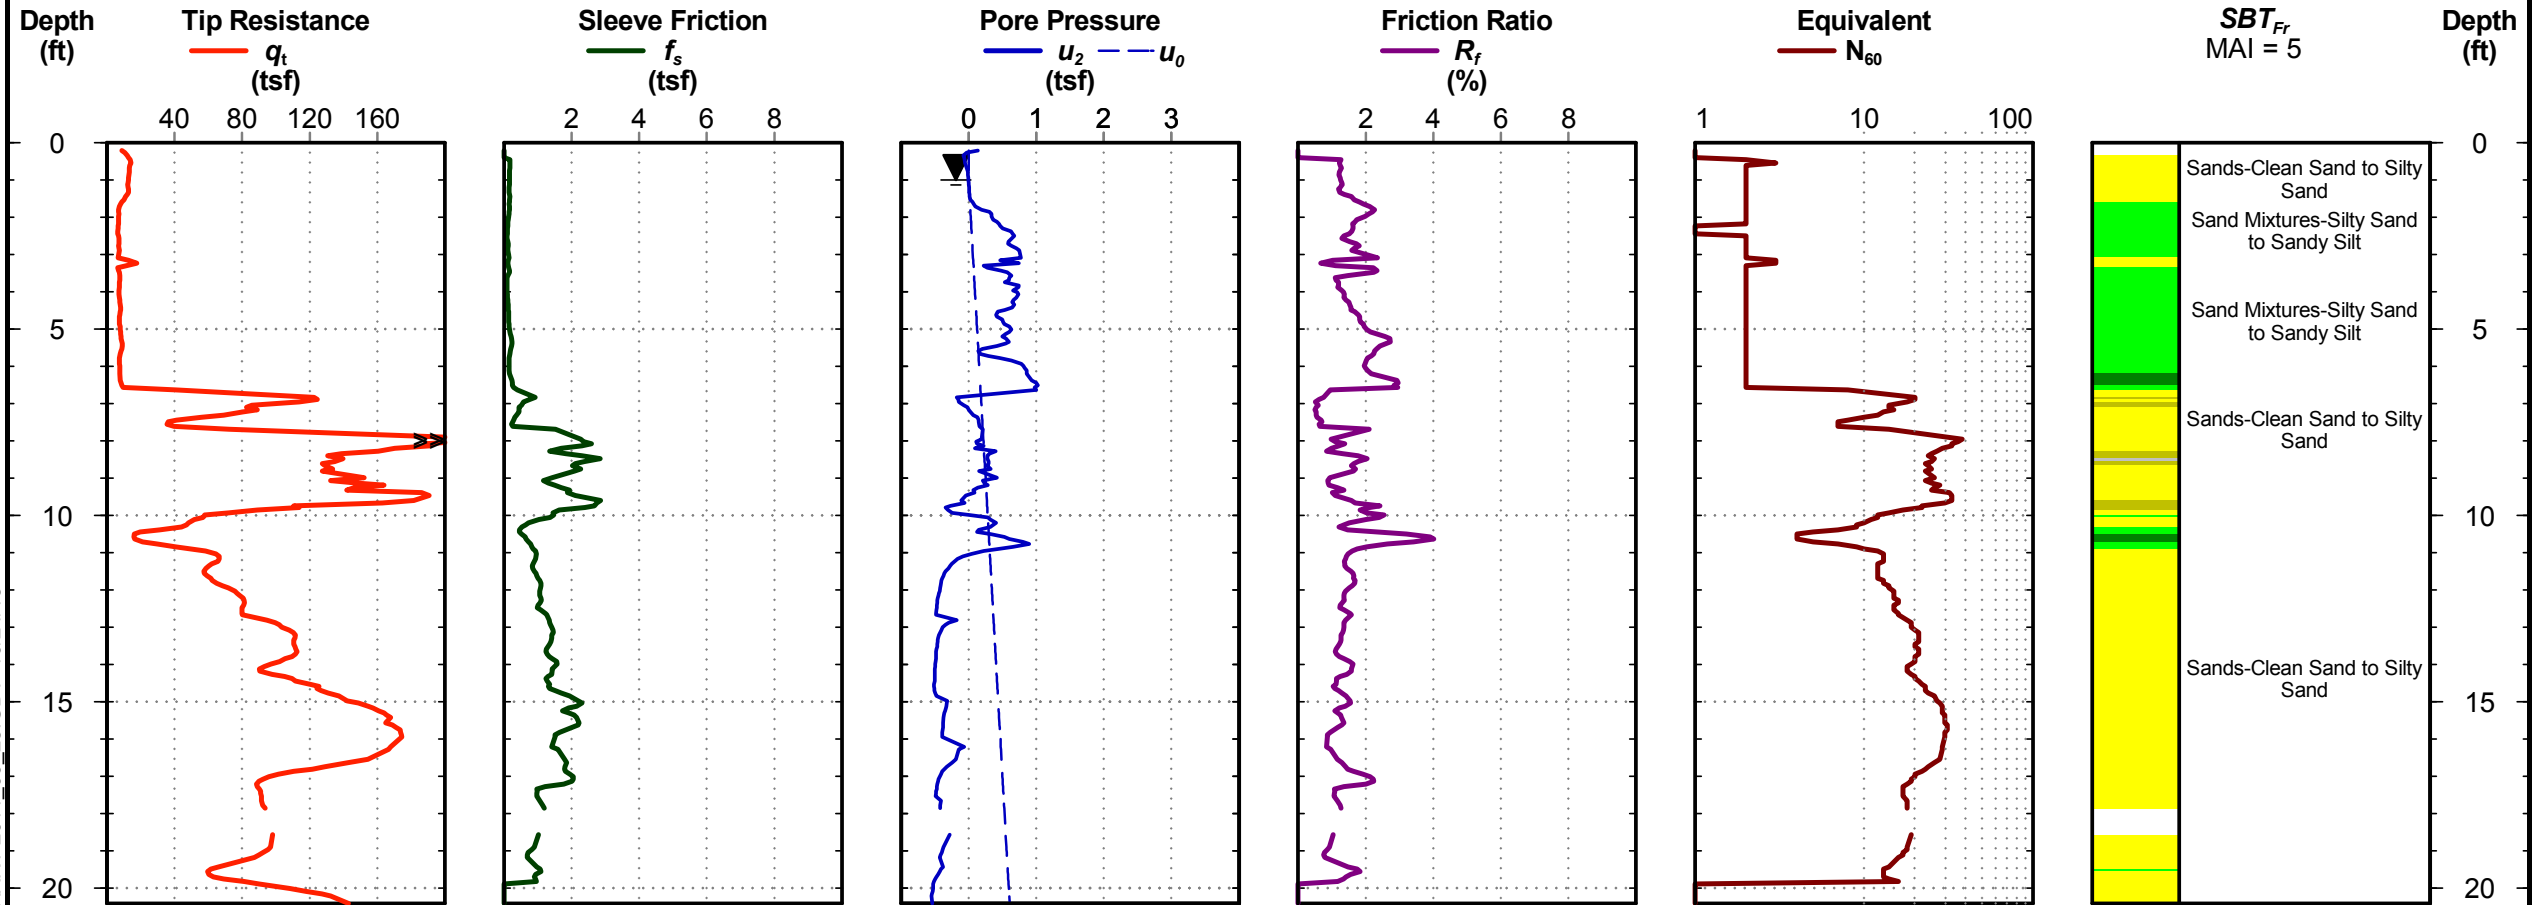 Depth
(ft)
Tip Resistance
qt
(tsf)
Sleeve Friction
fs
(tsf)
Pore Pressure
u2 u0
(tsf)
Friction Ratio
Rf
(%)
Equivalent
N60
SBTFr
MAI = 5
Depth
(ft)
40 80 120 160
2 4 6 8
0 1 2 3
2 4 6 8
1 10 100
0
5
10
15
20
>>
Sands-Clean Sand to Silty
Sand
Sand Mixtures-Silty Sand
to Sandy Silt
Sand Mixtures-Silty Sand
to Sandy Silt
Sands-Clean Sand to Silty
Sand
Sands-Clean Sand to Silty
Sand
0
5
10
15
20